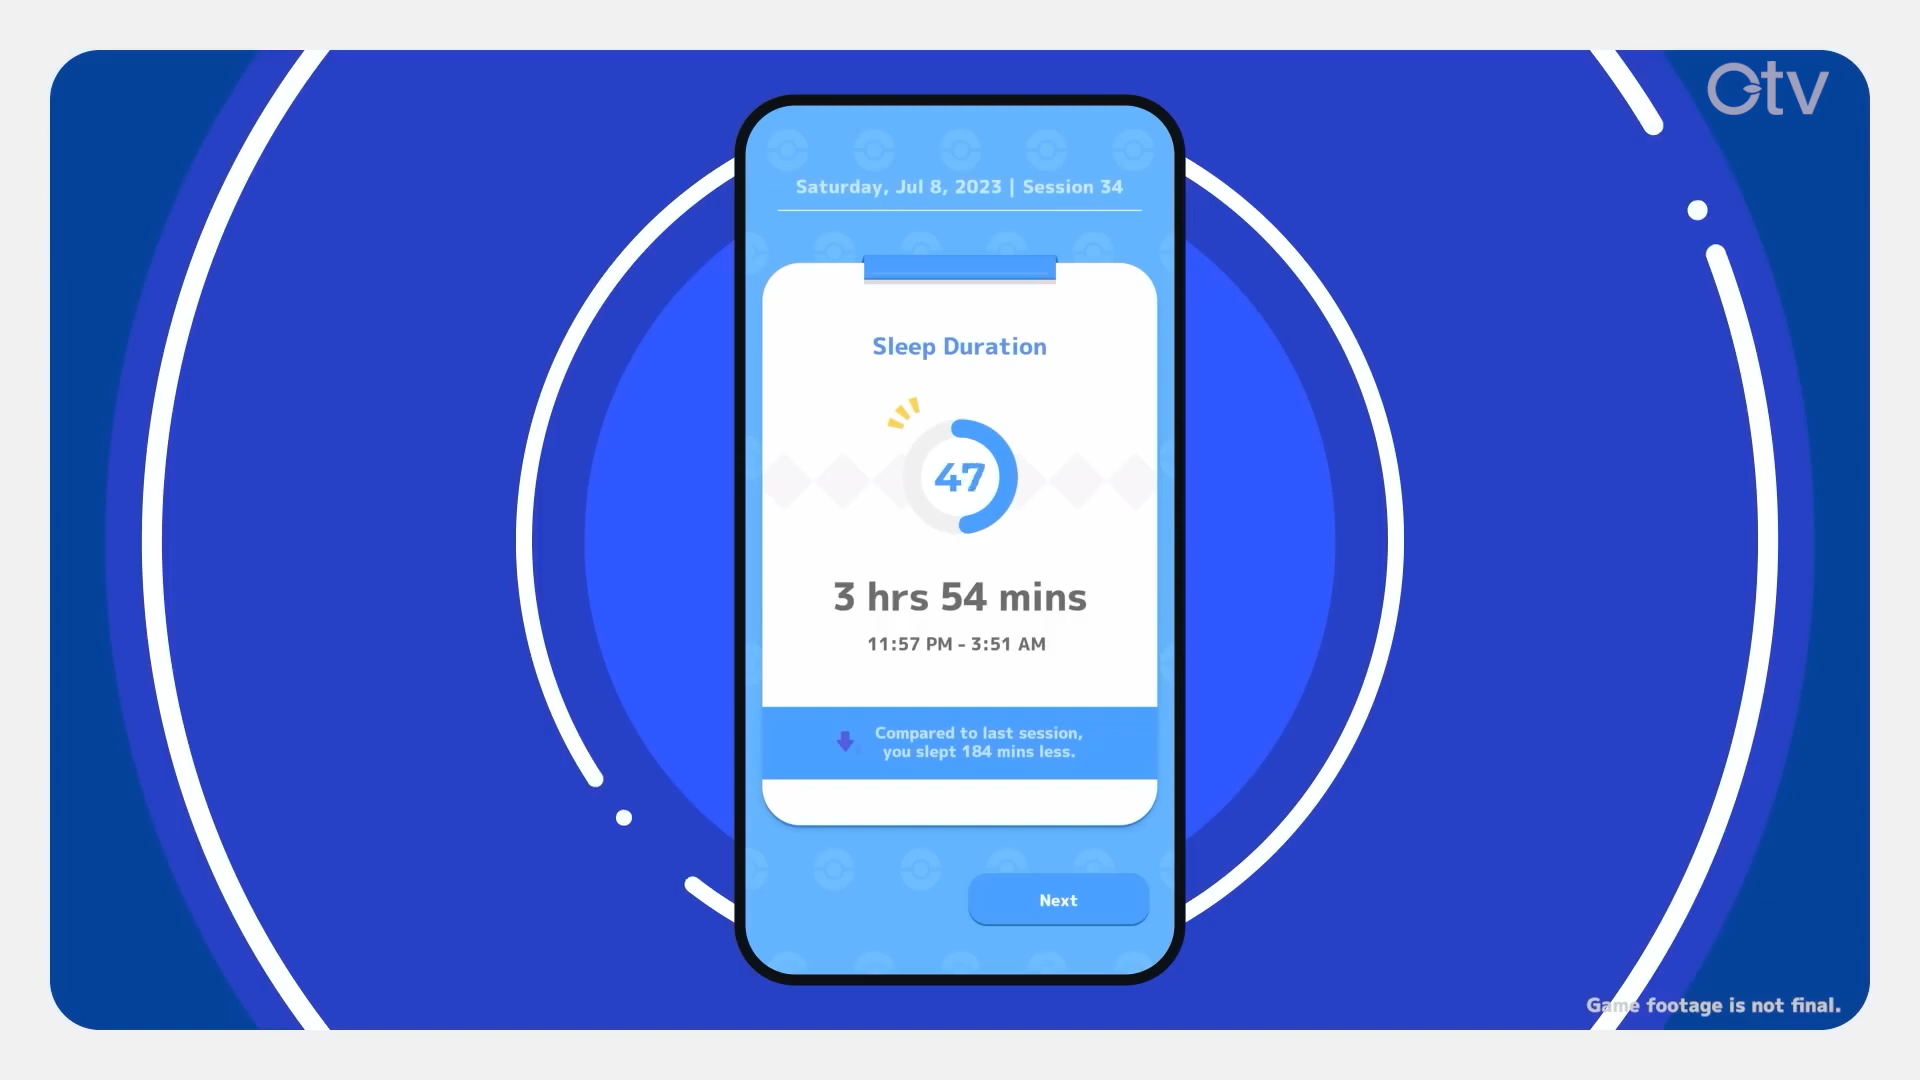 Otv
Saturday, Jul 8, 2023 | Session 34
Sleep Duration
47
3 hrs 54 mins
11:57 PM - 3:51 AM
Compared to last session,
you slept 184 mins less.
Next
Game footage is not final.